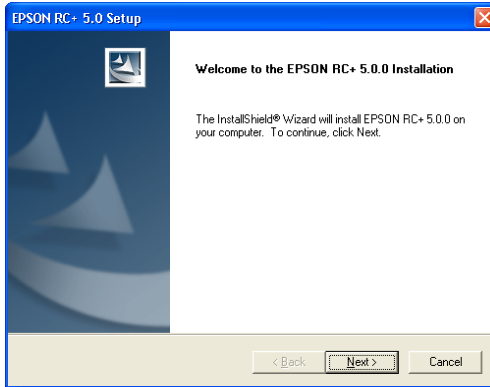 EPSON RC+ 5.0 Setup
Welcome to the EPSON RC+ 5.0.0 Installation
The InstallShield® Wizard will install EPSON RC+ 5.0.0 on
your computer. To continue, click Next.
< Back Next > Cancel